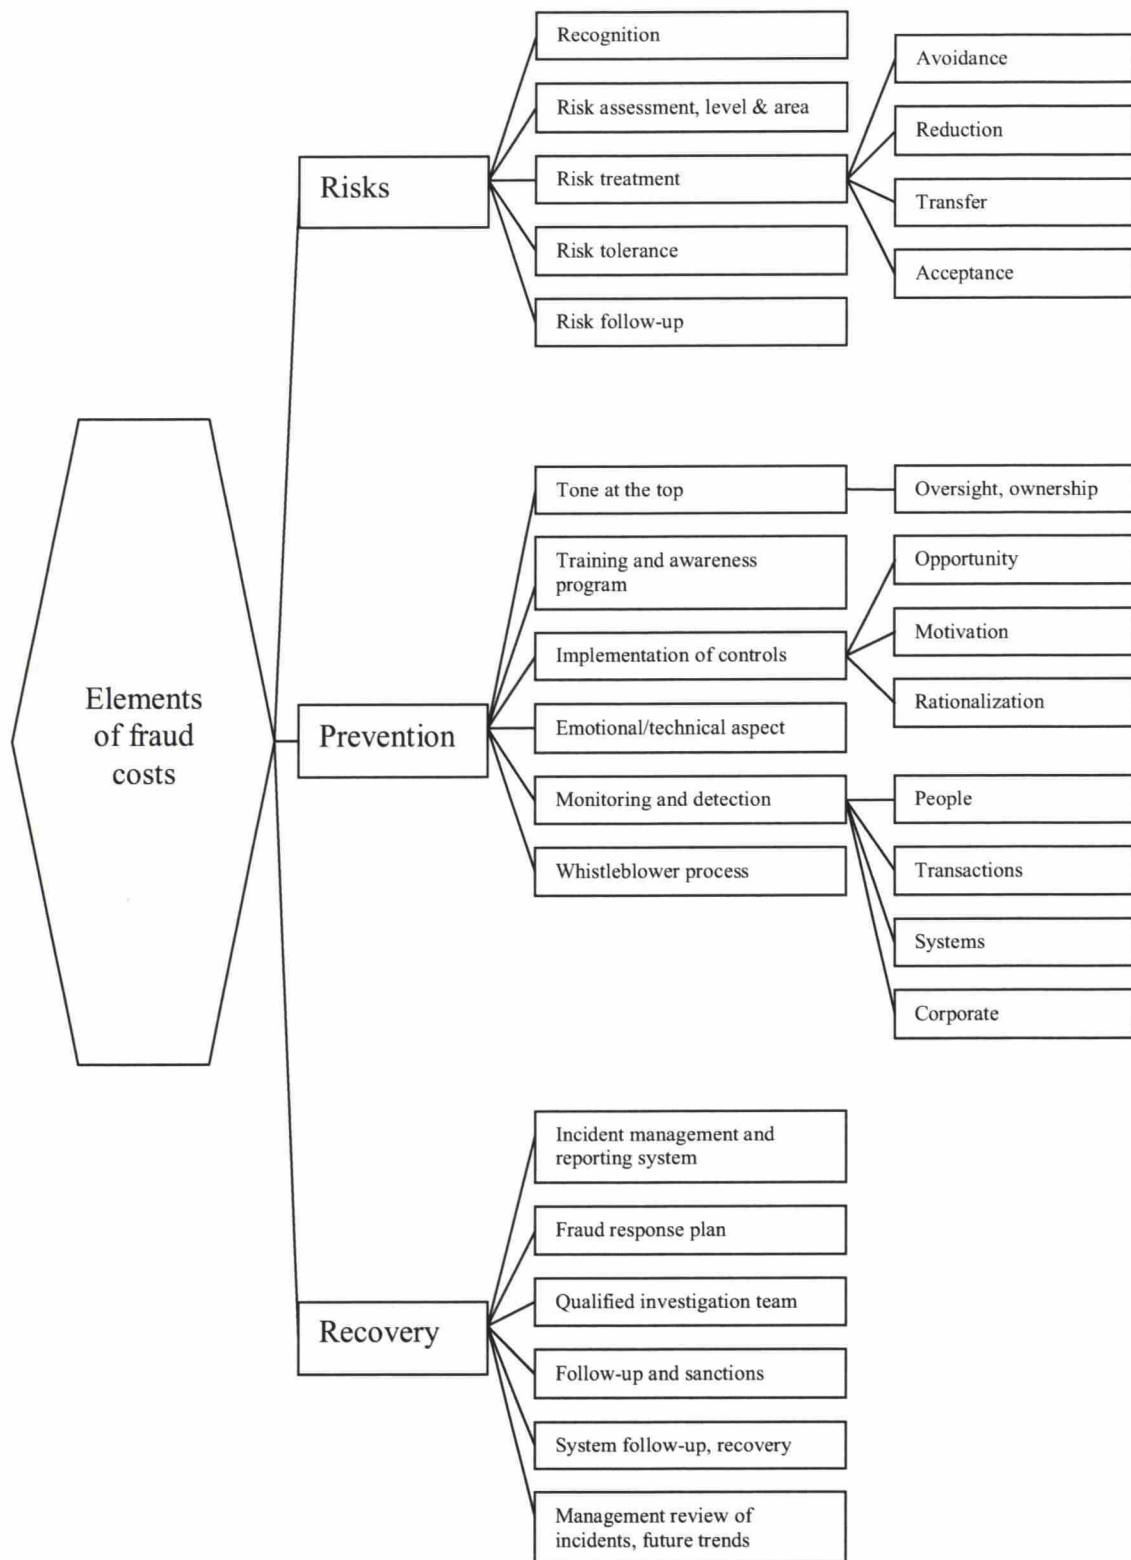 Elements
of fraud
costs
Risks
Recognition
Risk assessment, level & area
Risk treatment
Avoidance
Reduction
Transfer
Acceptance
Risk tolerance
Risk follow-up
Prevention
Tone at the top
Oversight, ownership
Training and awareness
program
Implementation of controls
Opportunity
Motivation
Rationalization
Emotional/technical aspect
Monitoring and detection
People
Transactions
Systems
Corporate
Whistleblower process
Recovery
Incident management and
reporting system
Fraud response plan
Qualified investigation team
Follow-up and sanctions
System follow-up, recovery
Management review of
incidents, future trends